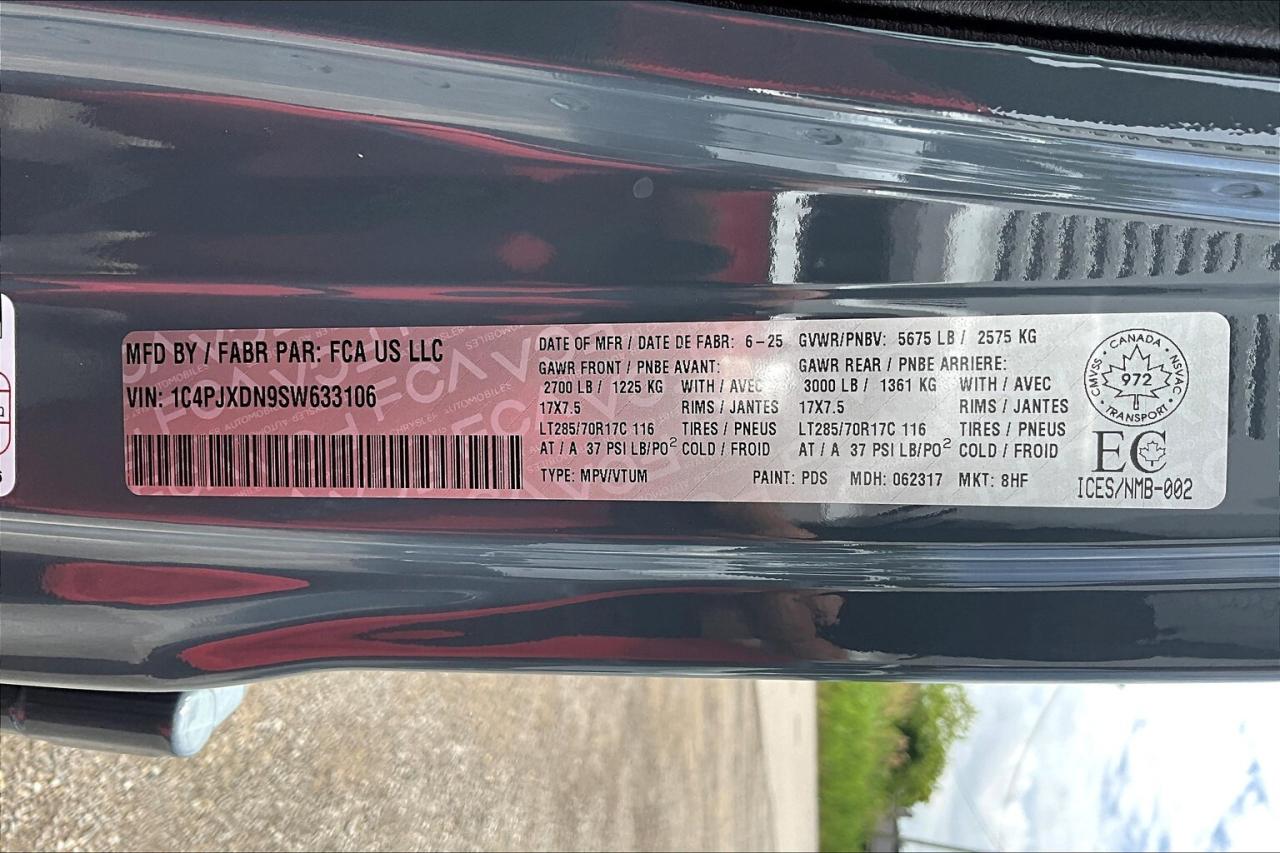 MFD BY / FABR PAR: FCA US LLC
VIN: 1C4PJXDN9SW633106
DATE OF MFR / DATE DE FABR: 6-25
GAWR FRONT / PNBE AVANT:
2700 LB / 1225 KG WITH / AVEC
17X7.5 RIMS / JANTES
LT285/70R17C 116 TIRES / PNEUS
AT / A 37 PSI LB/PO² COLD / FROID
TYPE: MPV/VTUM
GVWR/PNBV: 5675 LB / 2575 KG
GAWR REAR / PNBE ARRIERE:
3000 LB / 1361 KG WITH / AVEC
17X7.5 RIMS / JANTES
LT285/70R17C 116 TIRES / PNEUS
AT / A 37 PSI LB/PO² COLD / FROID
PAINT: PDS MDH: 062317 MKT: 8HF
CANADA
CMVSS 972 NSVAC
TRANSPORT
EC
ICES/NMB-002